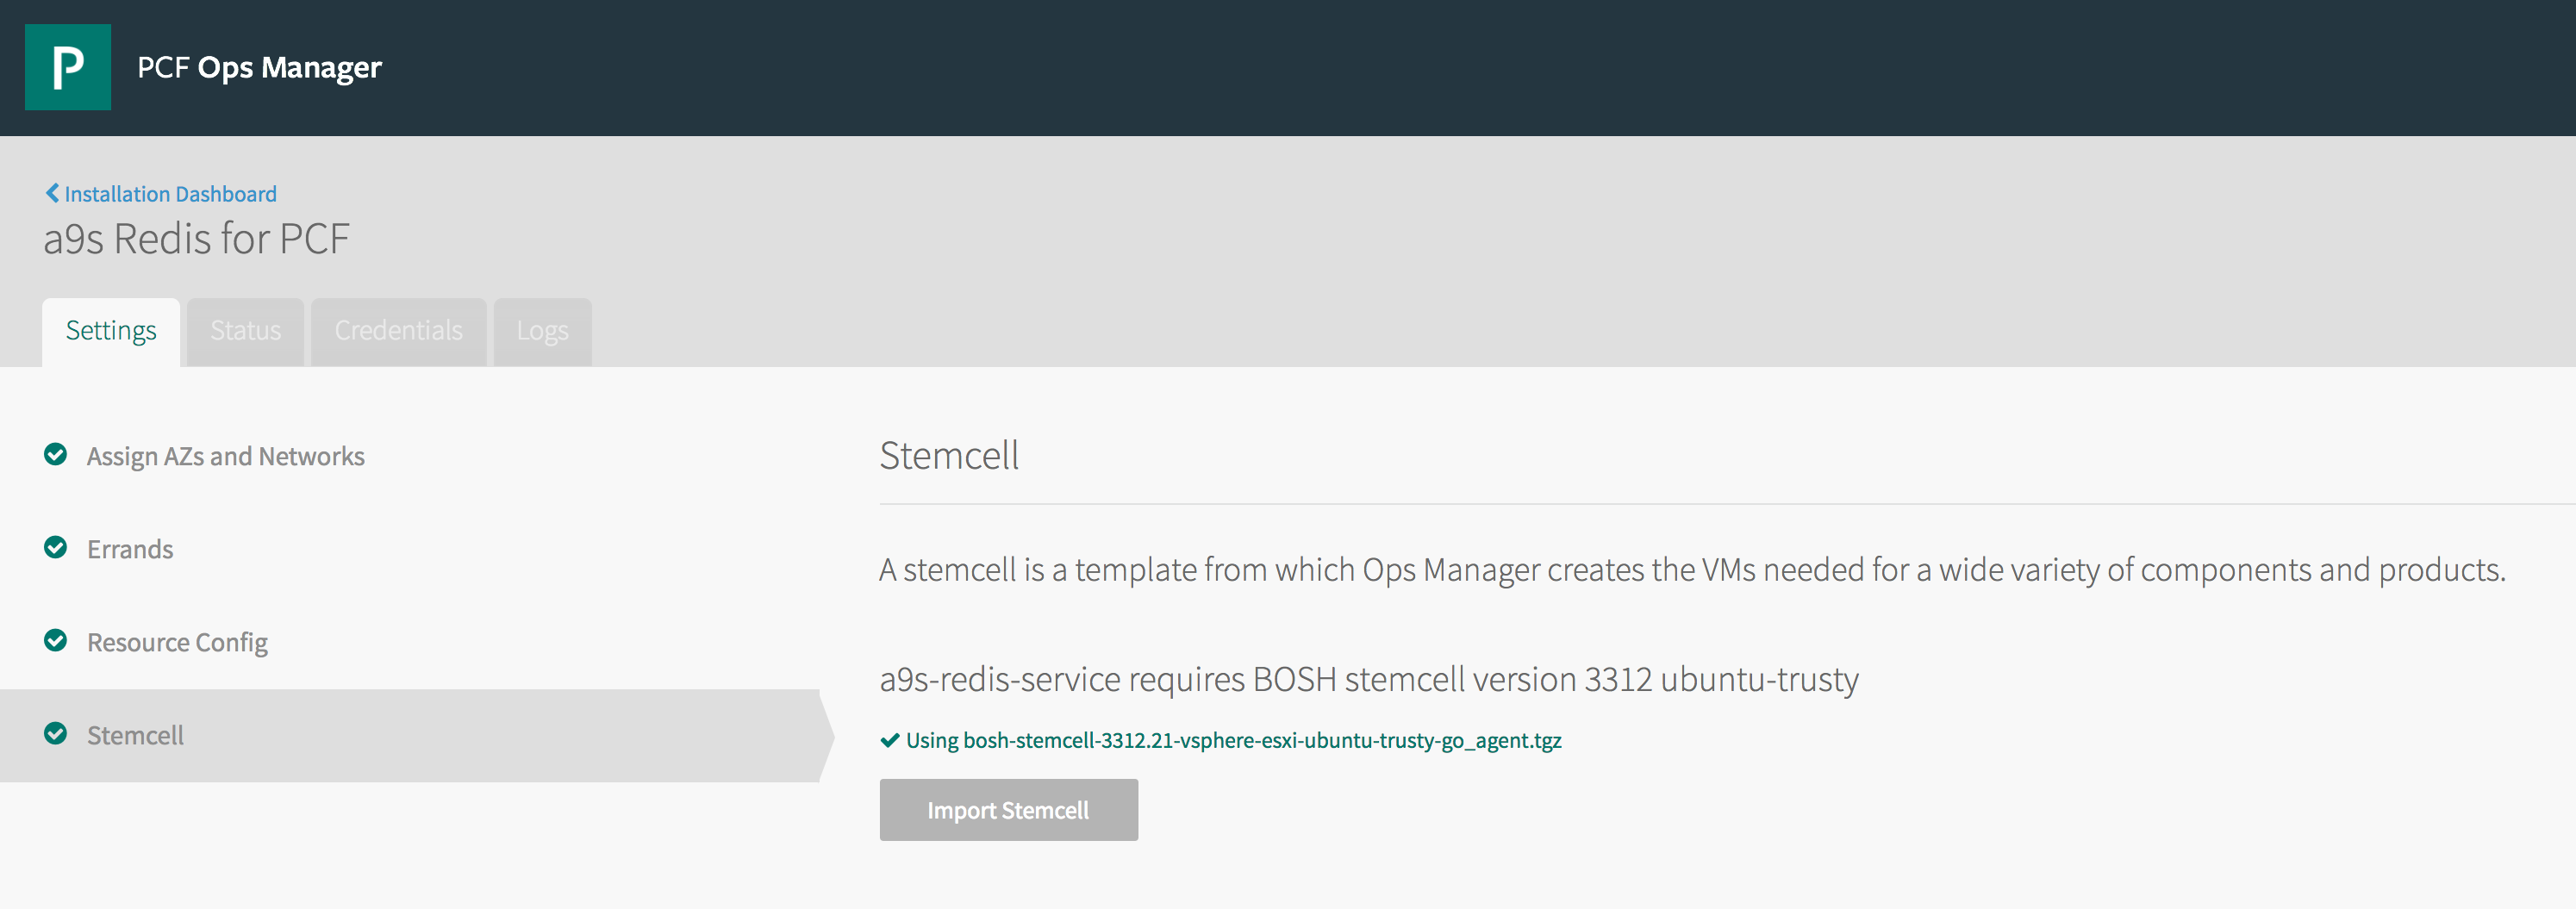 P
PCF Ops Manager
Installation Dashboard
a9s Redis for PCF
Settings
Status
Credentials
Logs
Assign AZs and Networks
Errands
Resource Config
Stemcell
Stemcell
A stemcell is a template from which Ops Manager creates the VMs needed for a wide variety of components and products.
a9s-redis-service requires BOSH stemcell version 3312 ubuntu-trusty
Using bosh-stemcell-3312.21-vsphere-esxi-ubuntu-trusty-go_agent.tgz
Import Stemcell